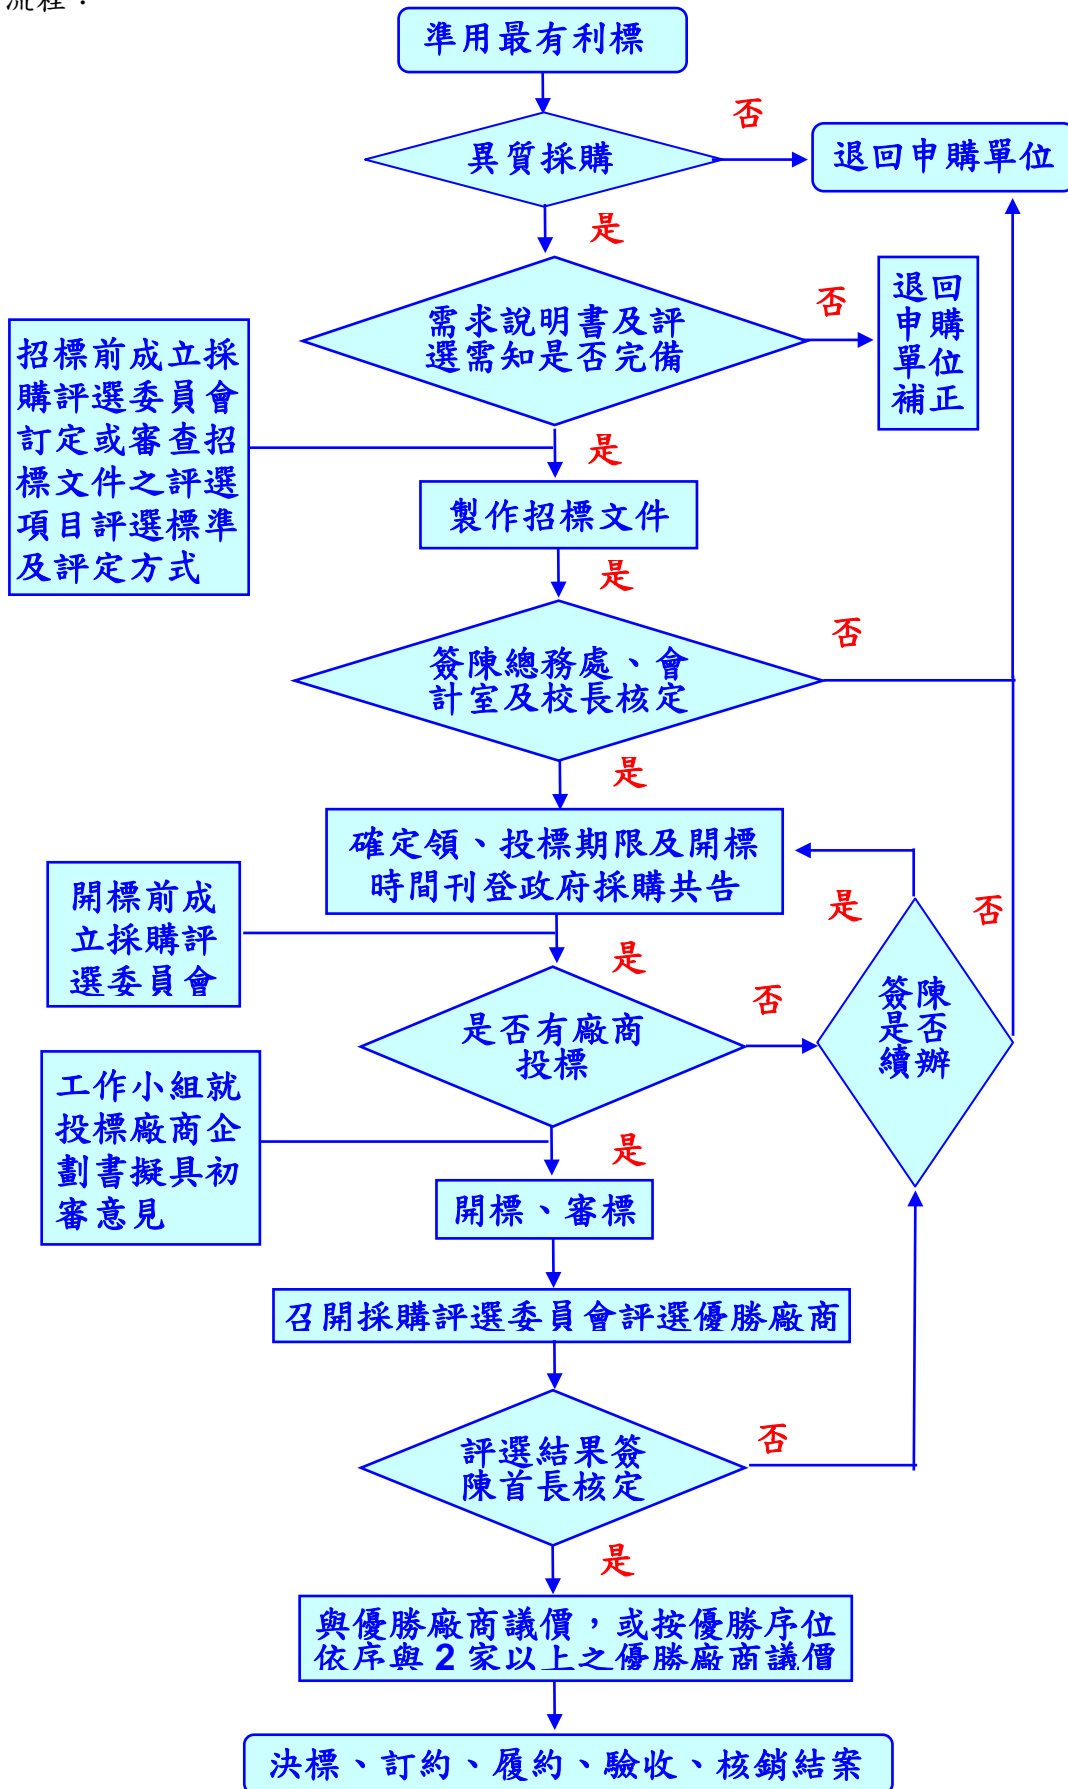 流程：
準用最有利標
否
異質採購
退回申購單位
是
需求說明書及評
選需知是否完備
否
退回
申購
單位
補正
招標前成立採
購評選委員會
訂定或審查招
標文件之評選
項目評選標準
及評定方式
是
製作招標文件
是
簽陳總務處、會
計室及校長核定
否
是
確定領、投標期限及開標
時間刊登政府採購共告
開標前成
立採購評
選委員會
是
是否有廠商
投標
否
是
否
簽陳
是否
續辦
工作小組就
投標廠商企
劃書擬具初
審意見
是
開標、審標
召開採購評選委員會評選優勝廠商
評選結果簽
陳首長核定
否
是
與優勝廠商議價，或按優勝序位
依序與 2 家以上之優勝廠商議價
決標、訂約、履約、驗收、核銷結案